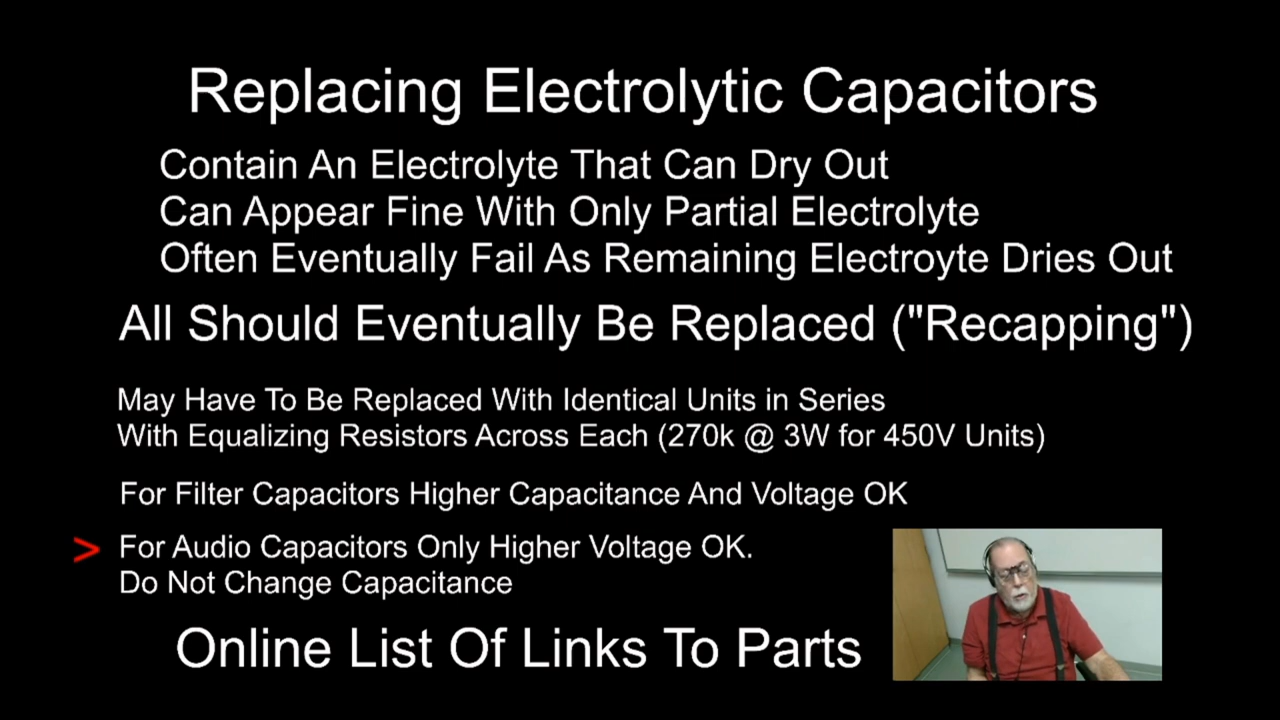 Replacing Electrolytic Capacitors
Contain An Electrolyte That Can Dry Out
Can Appear Fine With Only Partial Electrolyte
Often Eventually Fail As Remaining Electroyte Dries Out
All Should Eventually Be Replaced ("Recapping")
May Have To Be Replaced With Identical Units in Series
With Equalizing Resistors Across Each (270k @ 3W for 450V Units)
For Filter Capacitors Higher Capacitance And Voltage OK
> For Audio Capacitors Only Higher Voltage OK.
Do Not Change Capacitance
Online List Of Links To Parts